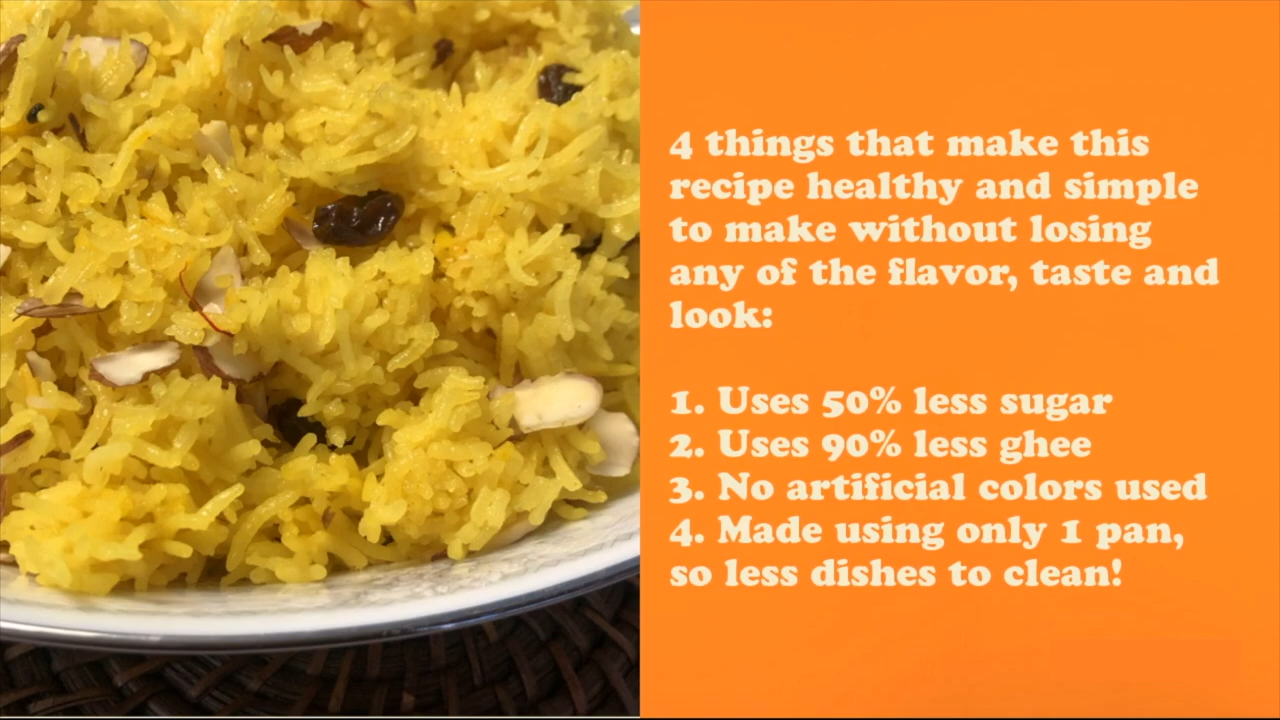 4 things that make this
recipe healthy and simple
to make without losing
any of the flavor, taste and
look:
1. Uses 50% less sugar
2. Uses 90% less ghee
3. No artificial colors used
4. Made using only 1 pan,
so less dishes to clean!